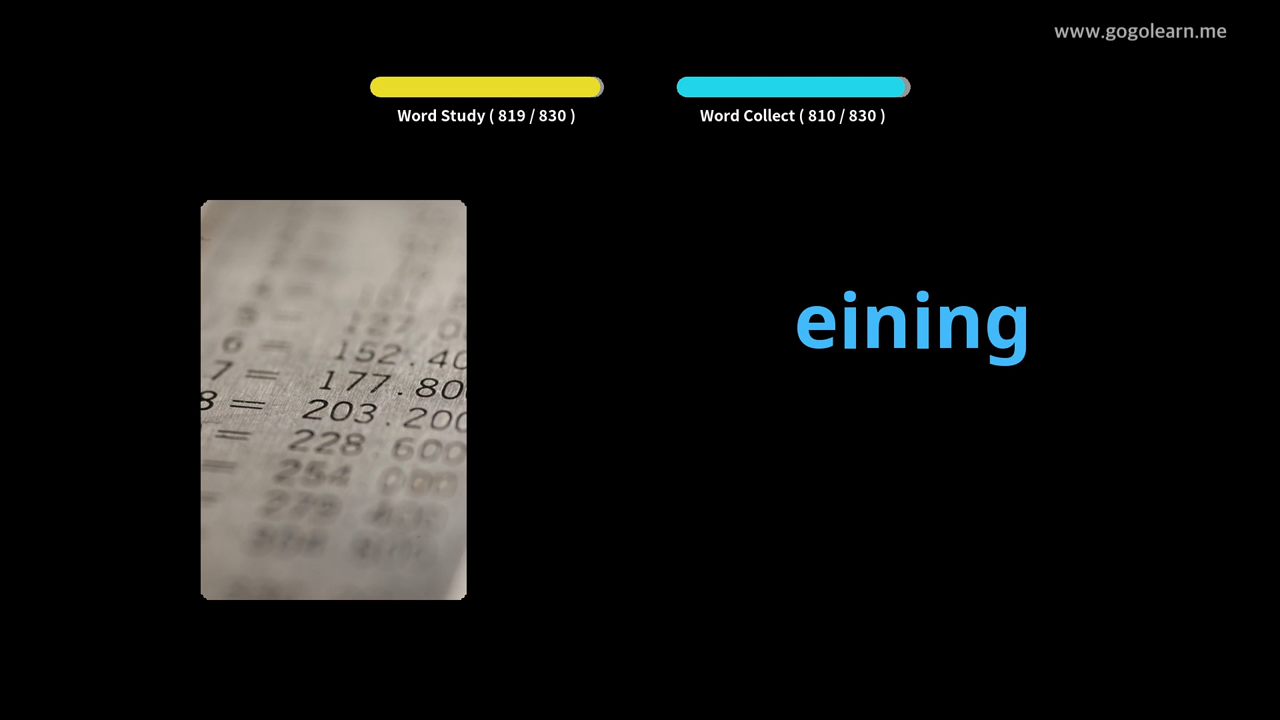 www.gogolearn.me
Word Study ( 819 / 830 )
Word Collect ( 810 / 830 )
eining
6 = 152.40
7 = 177.80
8 = 203.200
= 228.600
= 254.000